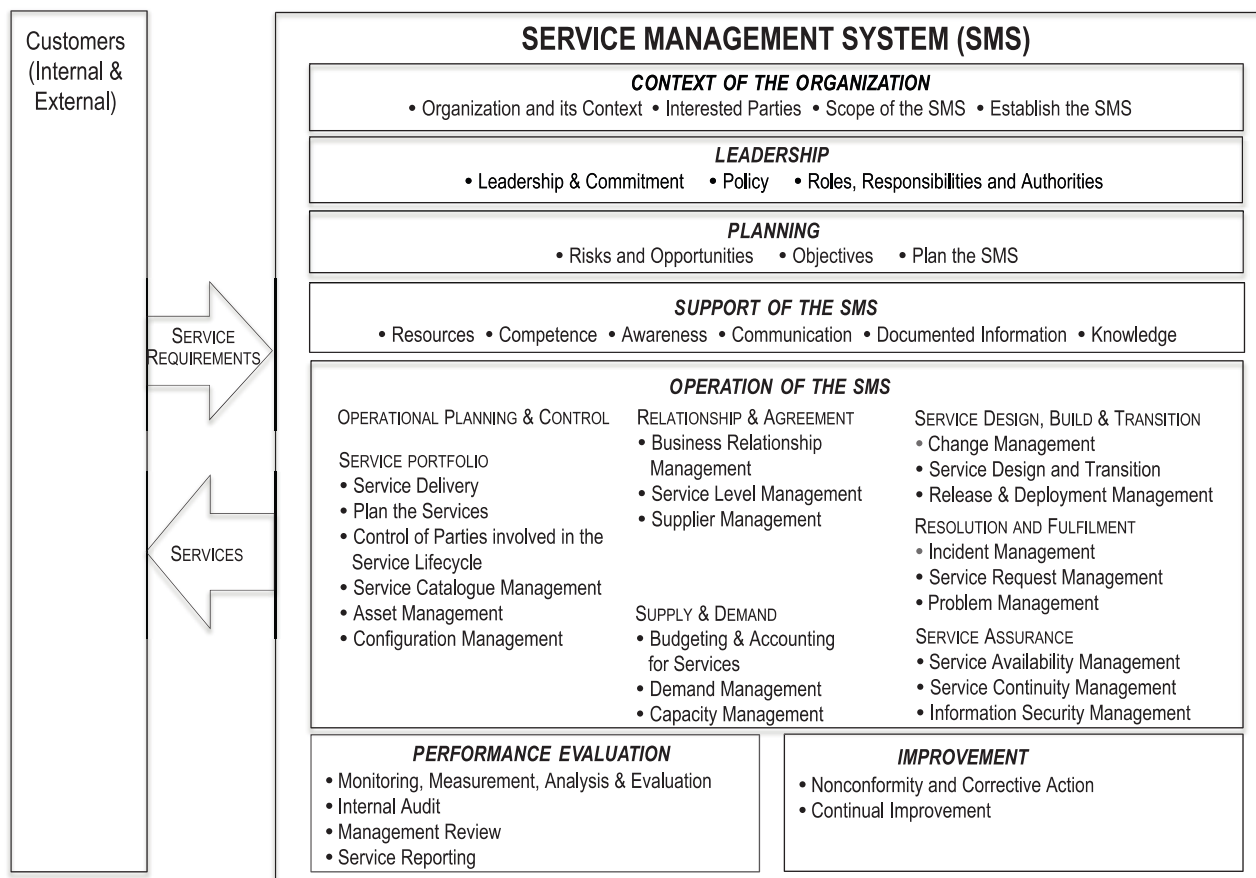 Customers
(Internal &
External)
SERVICE
REQUIREMENTS
SERVICES
SERVICE MANAGEMENT SYSTEM (SMS)
CONTEXT OF THE ORGANIZATION
• Organization and its Context • Interested Parties • Scope of the SMS • Establish the SMS
LEADERSHIP
• Leadership & Commitment • Policy • Roles, Responsibilities and Authorities
PLANNING
• Risks and Opportunities • Objectives • Plan the SMS
SUPPORT OF THE SMS
• Resources • Competence • Awareness • Communication • Documented Information • Knowledge
OPERATION OF THE SMS
OPERATIONAL PLANNING & CONTROL
SERVICE PORTFOLIO
• Service Delivery
• Plan the Services
• Control of Parties involved in the
Service Lifecycle
• Service Catalogue Management
• Asset Management
• Configuration Management
RELATIONSHIP & AGREEMENT
• Business Relationship
Management
• Service Level Management
• Supplier Management
SUPPLY & DEMAND
• Budgeting & Accounting
for Services
• Demand Management
• Capacity Management
SERVICE DESIGN, BUILD & TRANSITION
• Change Management
• Service Design and Transition
• Release & Deployment Management
RESOLUTION AND FULFILMENT
• Incident Management
• Service Request Management
• Problem Management
SERVICE ASSURANCE
• Service Availability Management
• Service Continuity Management
• Information Security Management
PERFORMANCE EVALUATION
• Monitoring, Measurement, Analysis & Evaluation
• Internal Audit
• Management Review
• Service Reporting
IMPROVEMENT
• Nonconformity and Corrective Action
• Continual Improvement